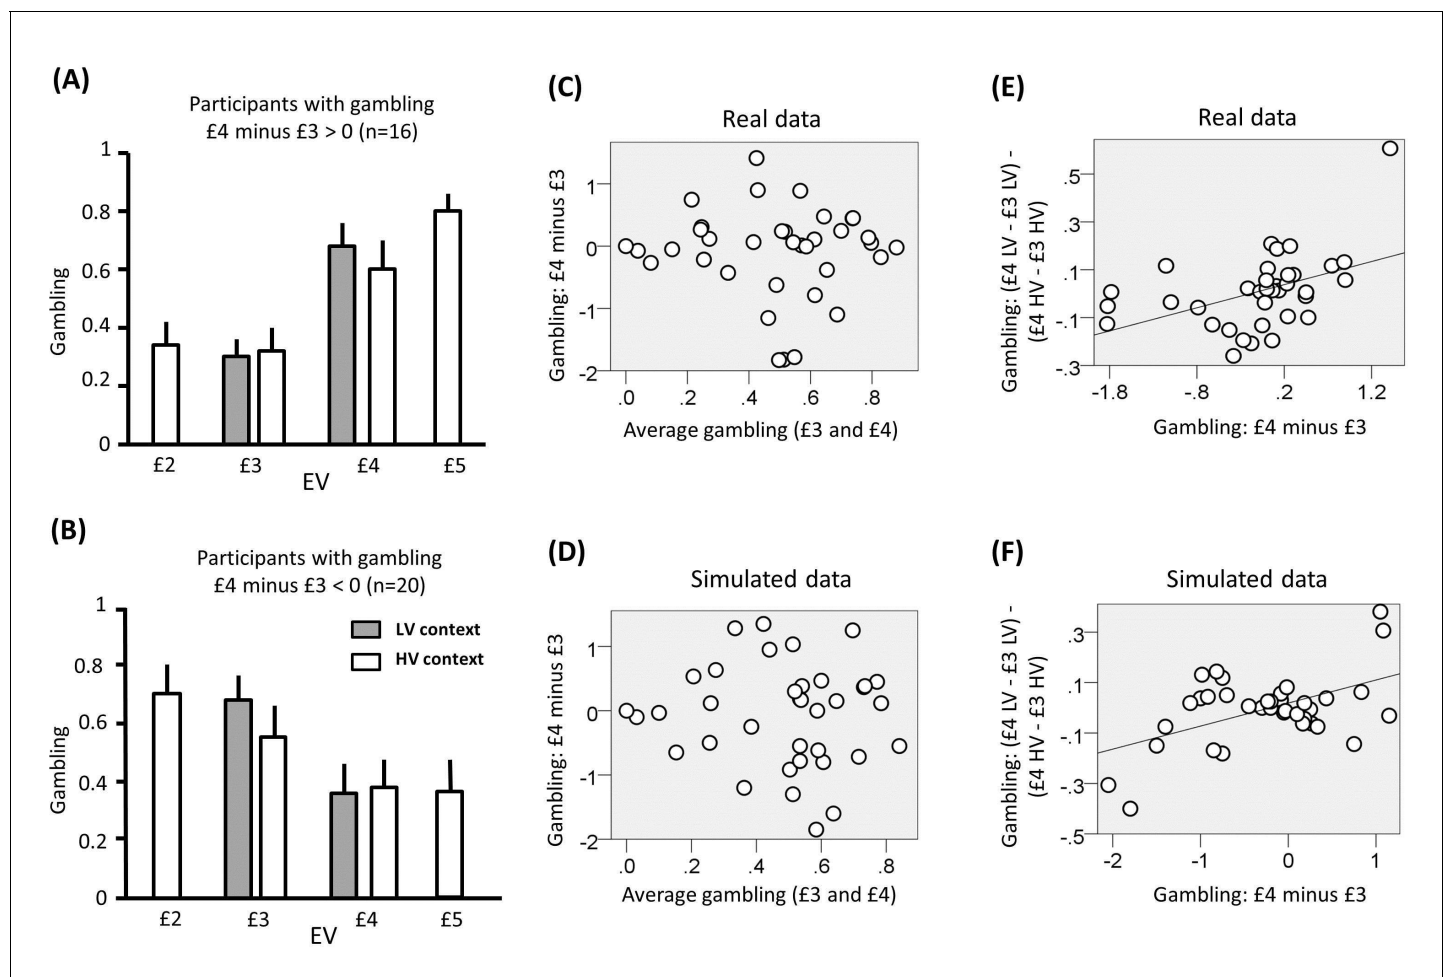 (A)
Participants with gambling
£4 minus £3 > 0 (n=16)
1
0.8
0.6
0.4
0.2
0
Gambling
£2
£3
£4
£5
EV
(B)
Participants with gambling
£4 minus £3 < 0 (n=20)
LV context
HV context
1
0.8
0.6
0.4
0.2
0
Gambling
£2
£3
£4
£5
EV
(C)
Real data
Gambling: £4 minus £3
1
0
-1
-2
.0
.2
.4
.6
.8
Average gambling (£3 and £4)
(D)
Simulated data
Gambling: £4 minus £3
1
0
-1
-2
.0
.2
.4
.6
.8
Average gambling (£3 and £4)
(E)
Real data
Gambling: (£4 LV - £3 LV) -
(£4 HV - £3 HV)
.5
.3
.1
-.1
-.3
-1.8
-.8
.2
1.2
Gambling: £4 minus £3
(F)
Simulated data
Gambling: (£4 LV - £3 LV) -
(£4 HV - £3 HV)
.3
.1
-.1
-.3
-.5
-2
-1
0
1
Gambling: £4 minus £3